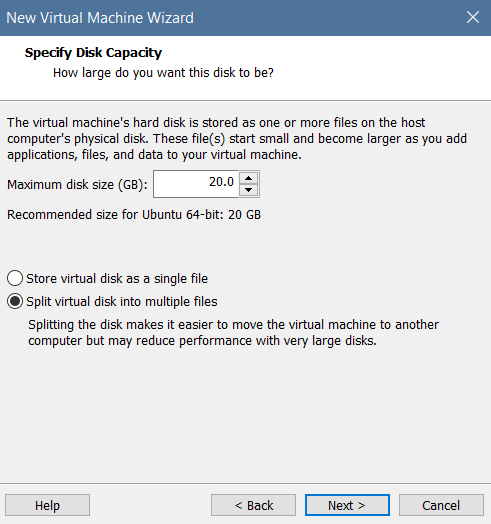 New Virtual Machine Wizard
Specify Disk Capacity
How large do you want this disk to be?
The virtual machine's hard disk is stored as one or more files on the host
computer's physical disk. These file(s) start small and become larger as you add
applications, files, and data to your virtual machine.
Maximum disk size (GB): 20.0
Recommended size for Ubuntu 64-bit: 20 GB
Store virtual disk as a single file
Split virtual disk into multiple files
Splitting the disk makes it easier to move the virtual machine to another
computer but may reduce performance with very large disks.
Help < Back Next > Cancel